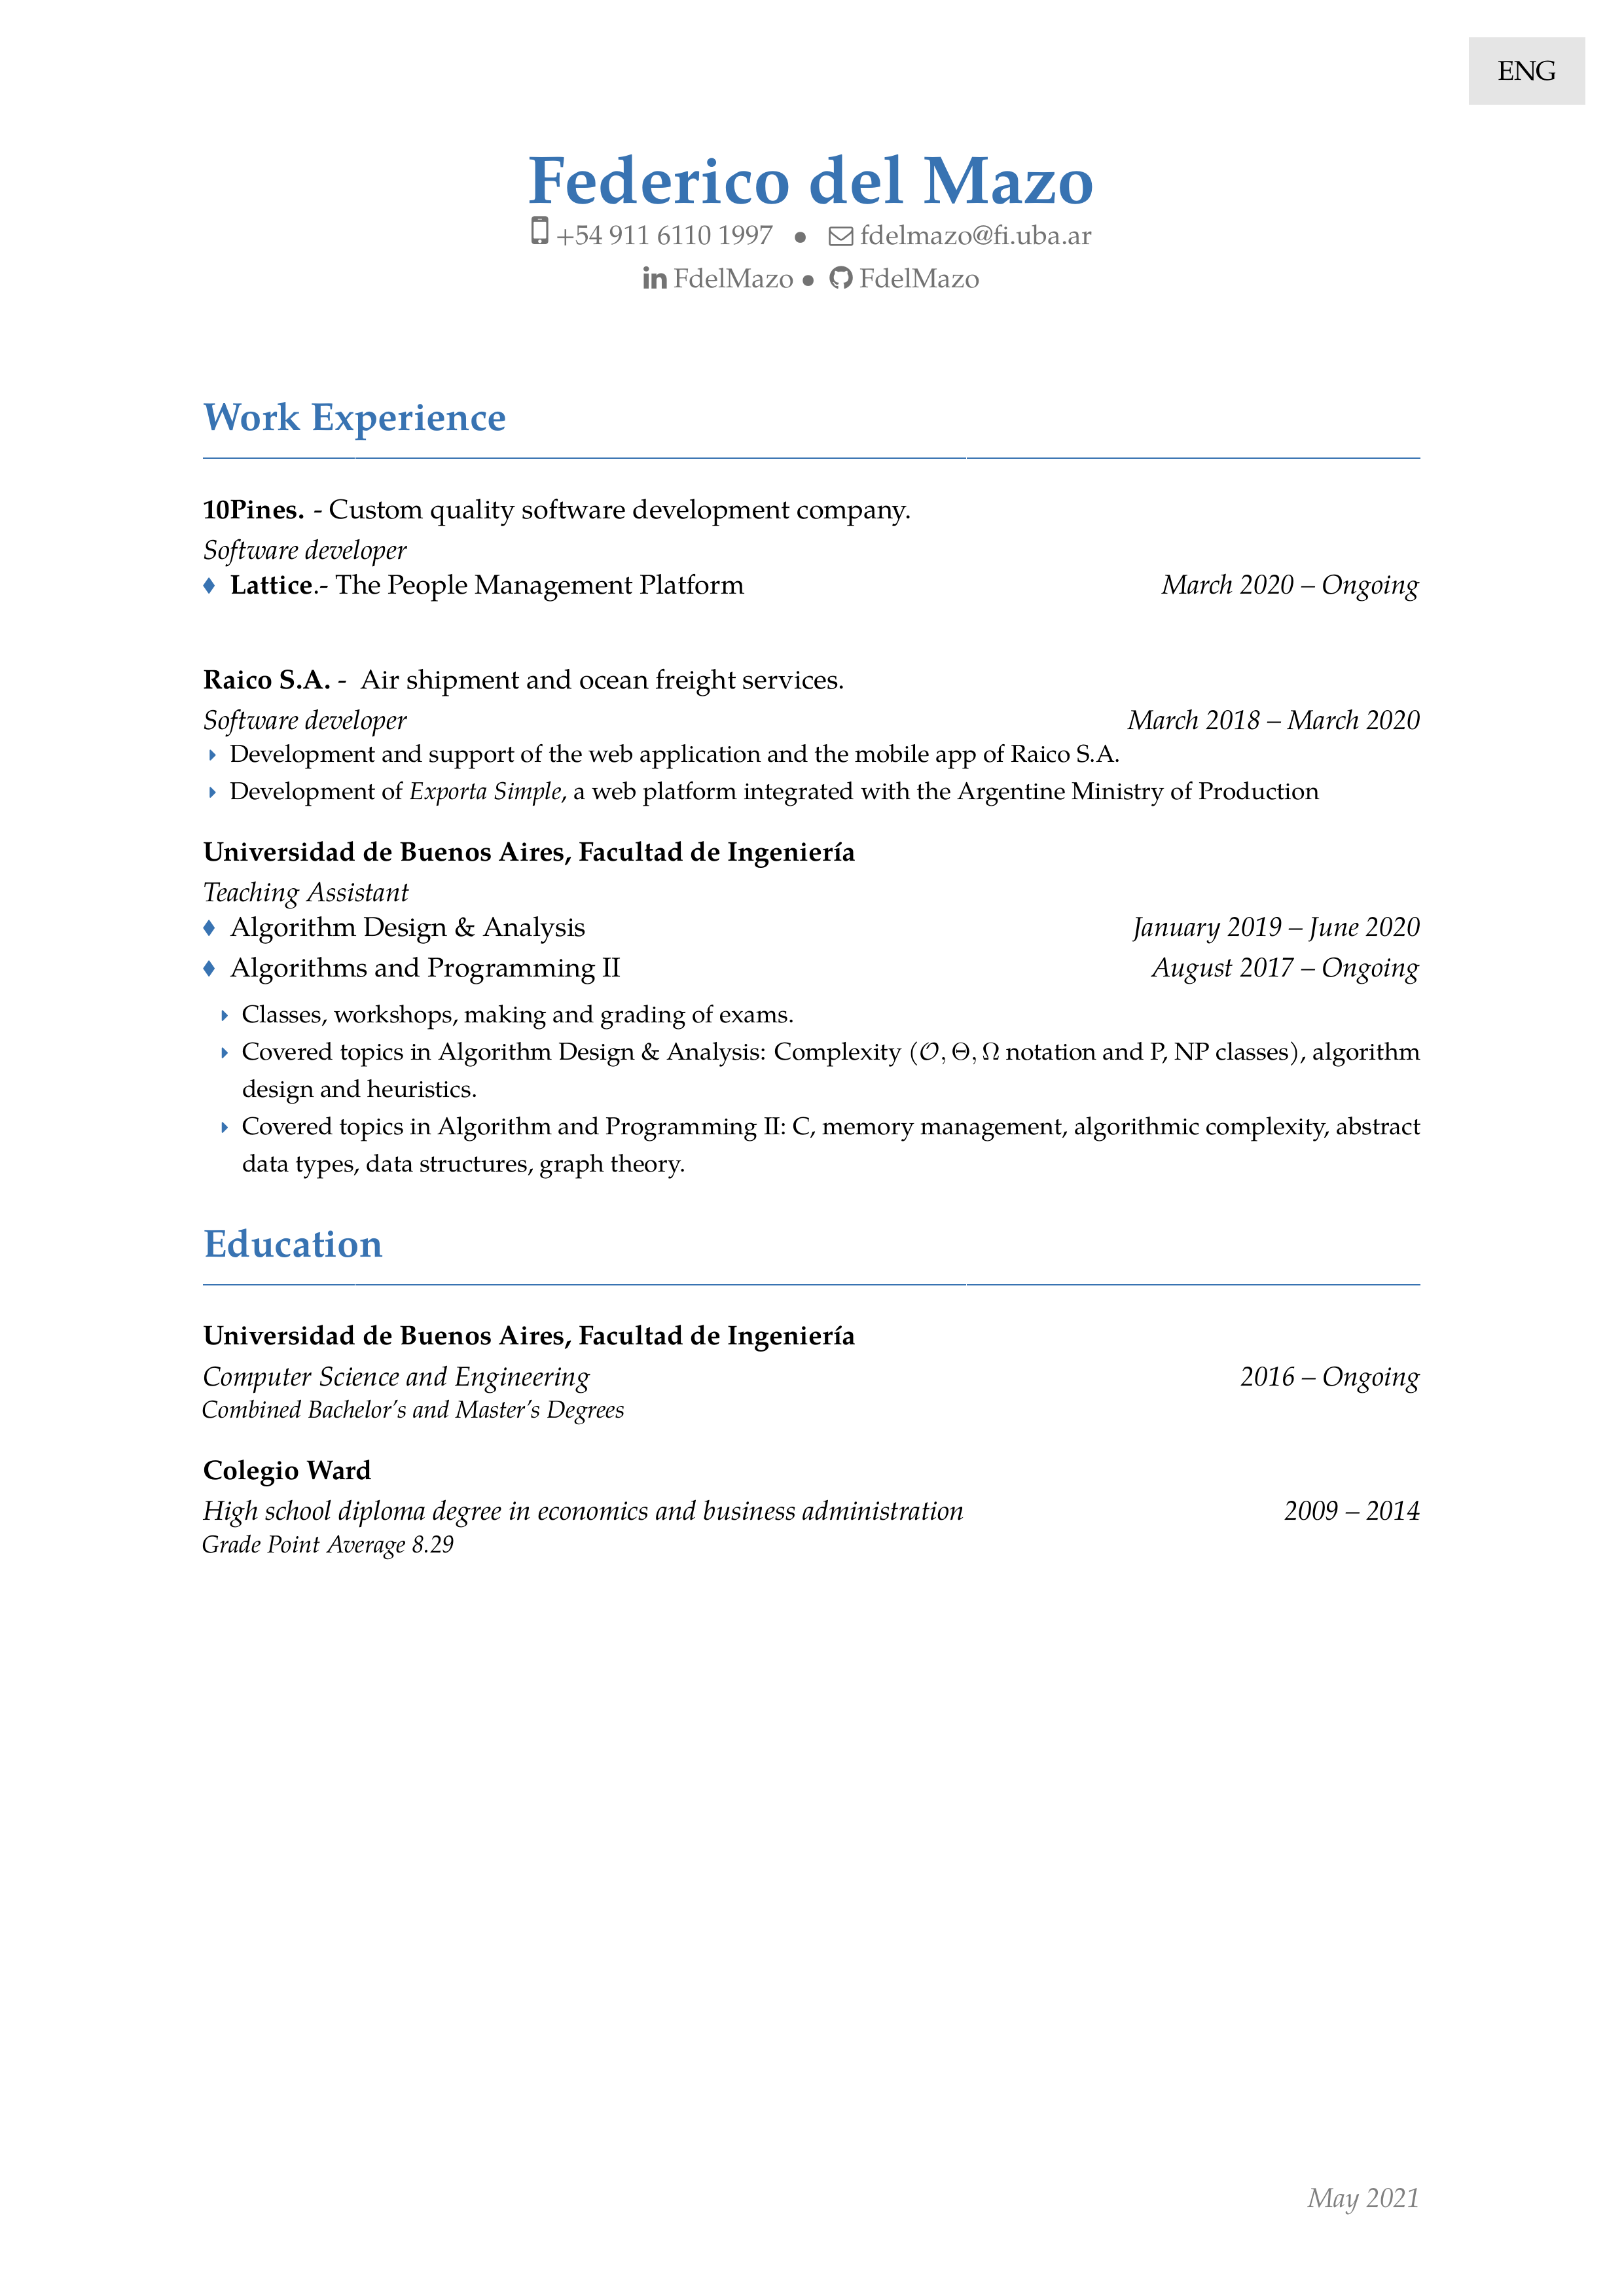 ENG
Federico del Mazo
+54 911 6110 1997 • fdelmazo@fi.uba.ar
FdelMazo • FdelMazo
Work Experience
10Pines. - Custom quality software development company.
Software developer
Lattice.- The People Management Platform March 2020 – Ongoing
Raico S.A. - Air shipment and ocean freight services.
Software developer March 2018 – March 2020
Development and support of the web application and the mobile app of Raico S.A.
Development of Exporta Simple, a web platform integrated with the Argentine Ministry of Production
Universidad de Buenos Aires, Facultad de Ingeniería
Teaching Assistant
Algorithm Design & Analysis January 2019 – June 2020
Algorithms and Programming II August 2017 – Ongoing
Classes, workshops, making and grading of exams.
Covered topics in Algorithm Design & Analysis: Complexity (𝒪, Θ, Ω notation and P, NP classes), algorithm
design and heuristics.
Covered topics in Algorithm and Programming II: C, memory management, algorithmic complexity, abstract
data types, data structures, graph theory.
Education
Universidad de Buenos Aires, Facultad de Ingeniería
Computer Science and Engineering 2016 – Ongoing
Combined Bachelor's and Master's Degrees
Colegio Ward
High school diploma degree in economics and business administration 2009 – 2014
Grade Point Average 8.29
May 2021